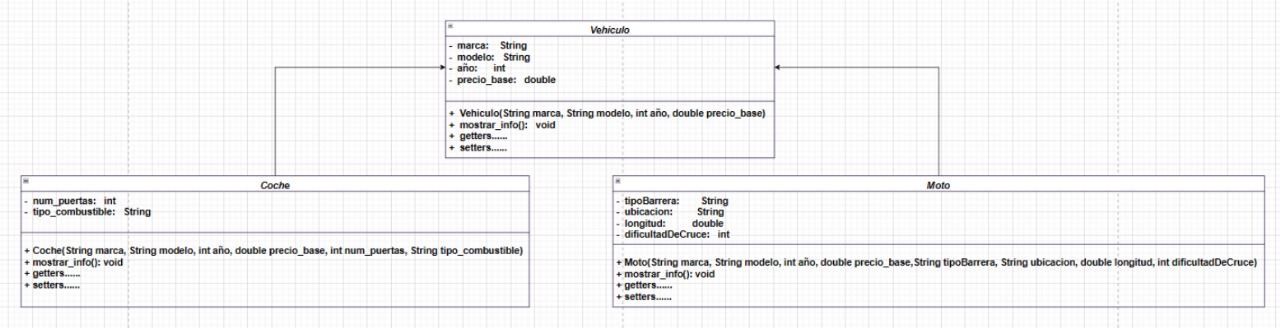 Vehiculo
- marca: String
- modelo: String
- año: int
- precio_base: double
+ Vehiculo(String marca, String modelo, int año, double precio_base)
+ mostrar_info(): void
+ getters......
+ setters......
Coche
- num_puertas: int
- tipo_combustible: String
+ Coche(String marca, String modelo, int año, double precio_base, int num_puertas, String tipo_combustible)
+ mostrar_info(): void
+ getters......
+ setters......
Moto
- tipoBarrera: String
- ubicacion: String
- longitud: double
- dificultadDeCruce: int
+ Moto(String marca, String modelo, int año, double precio_base,String tipoBarrera, String ubicacion, double longitud, int dificultadDeCruce)
+ mostrar_info(): void
+ getters......
+ setters......